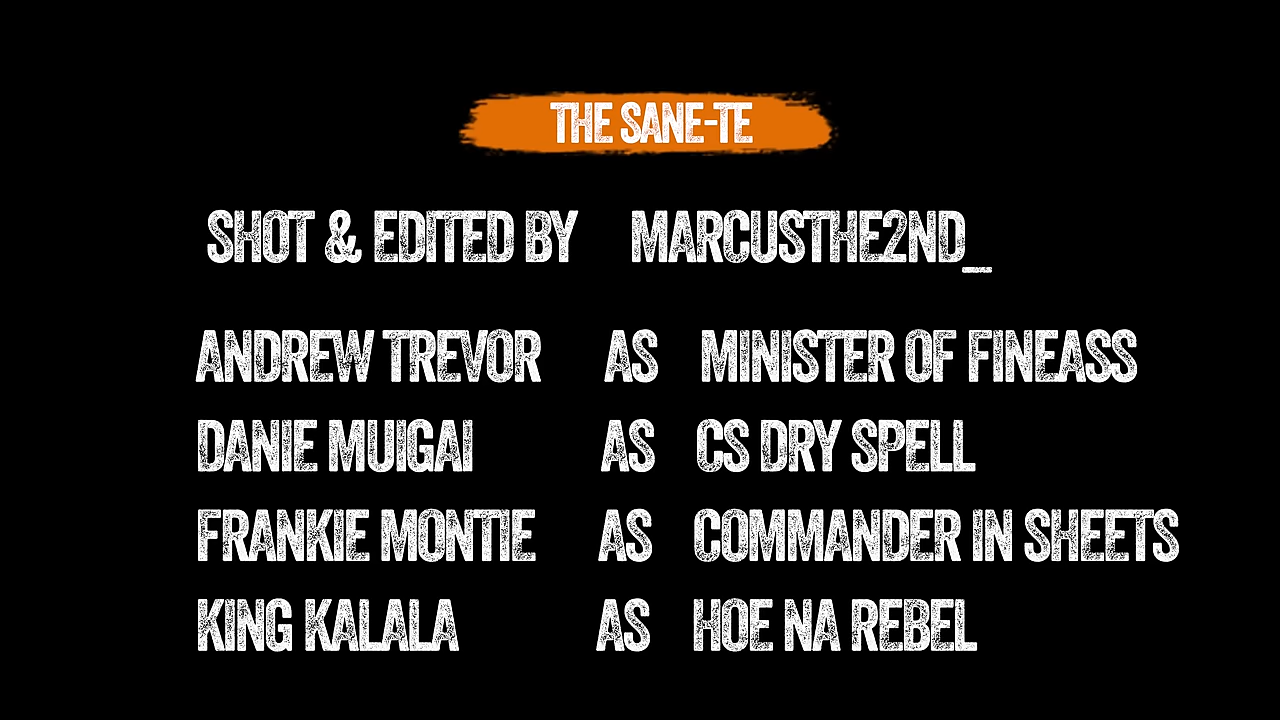 THE SANE-TE
SHOT & EDITED BY MARCUSTHE2ND_
ANDREW TREVOR AS MINISTER OF FINEASS
DANIE MUIGAI AS CS DRY SPELL
FRANKIE MONTIE AS COMMANDER IN SHEETS
KING KALALA AS HOE NA REBEL